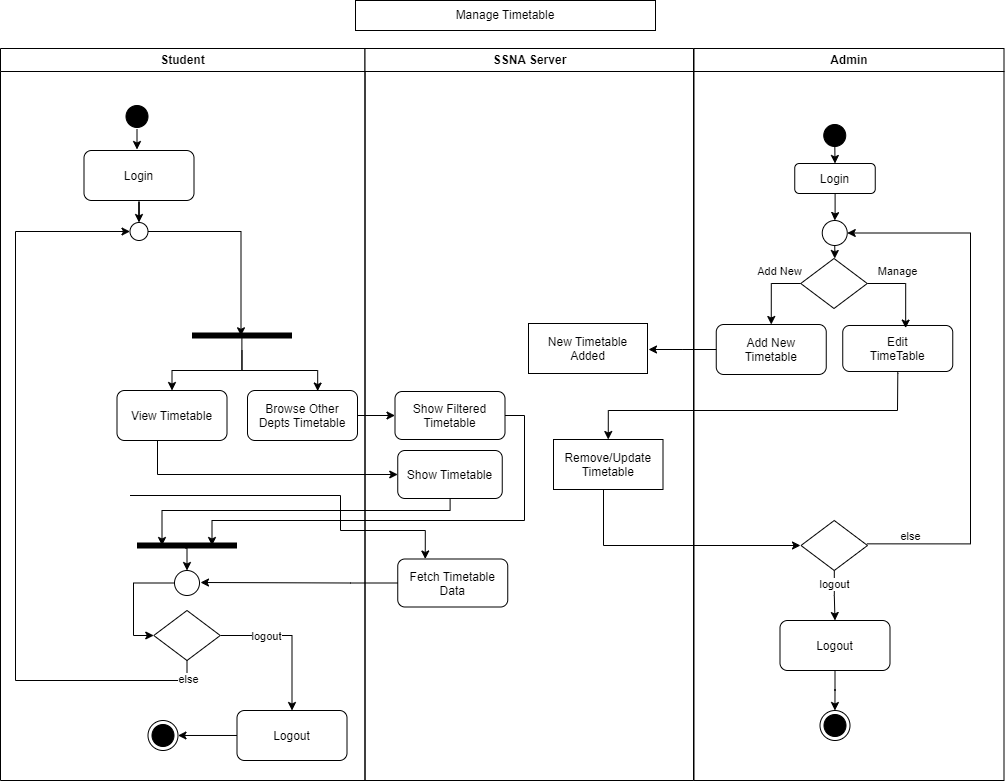 Manage Timetable
Student
SSNA Server
Admin
Login
Login
Add New
Manage
New Timetable
Added
Add New
Timetable
Edit
TimeTable
View Timetable
Browse Other
Depts Timetable
Show Filtered
Timetable
Show Timetable
Remove/Update
Timetable
else
Fetch Timetable
Data
logout
logout
else
Logout
Logout